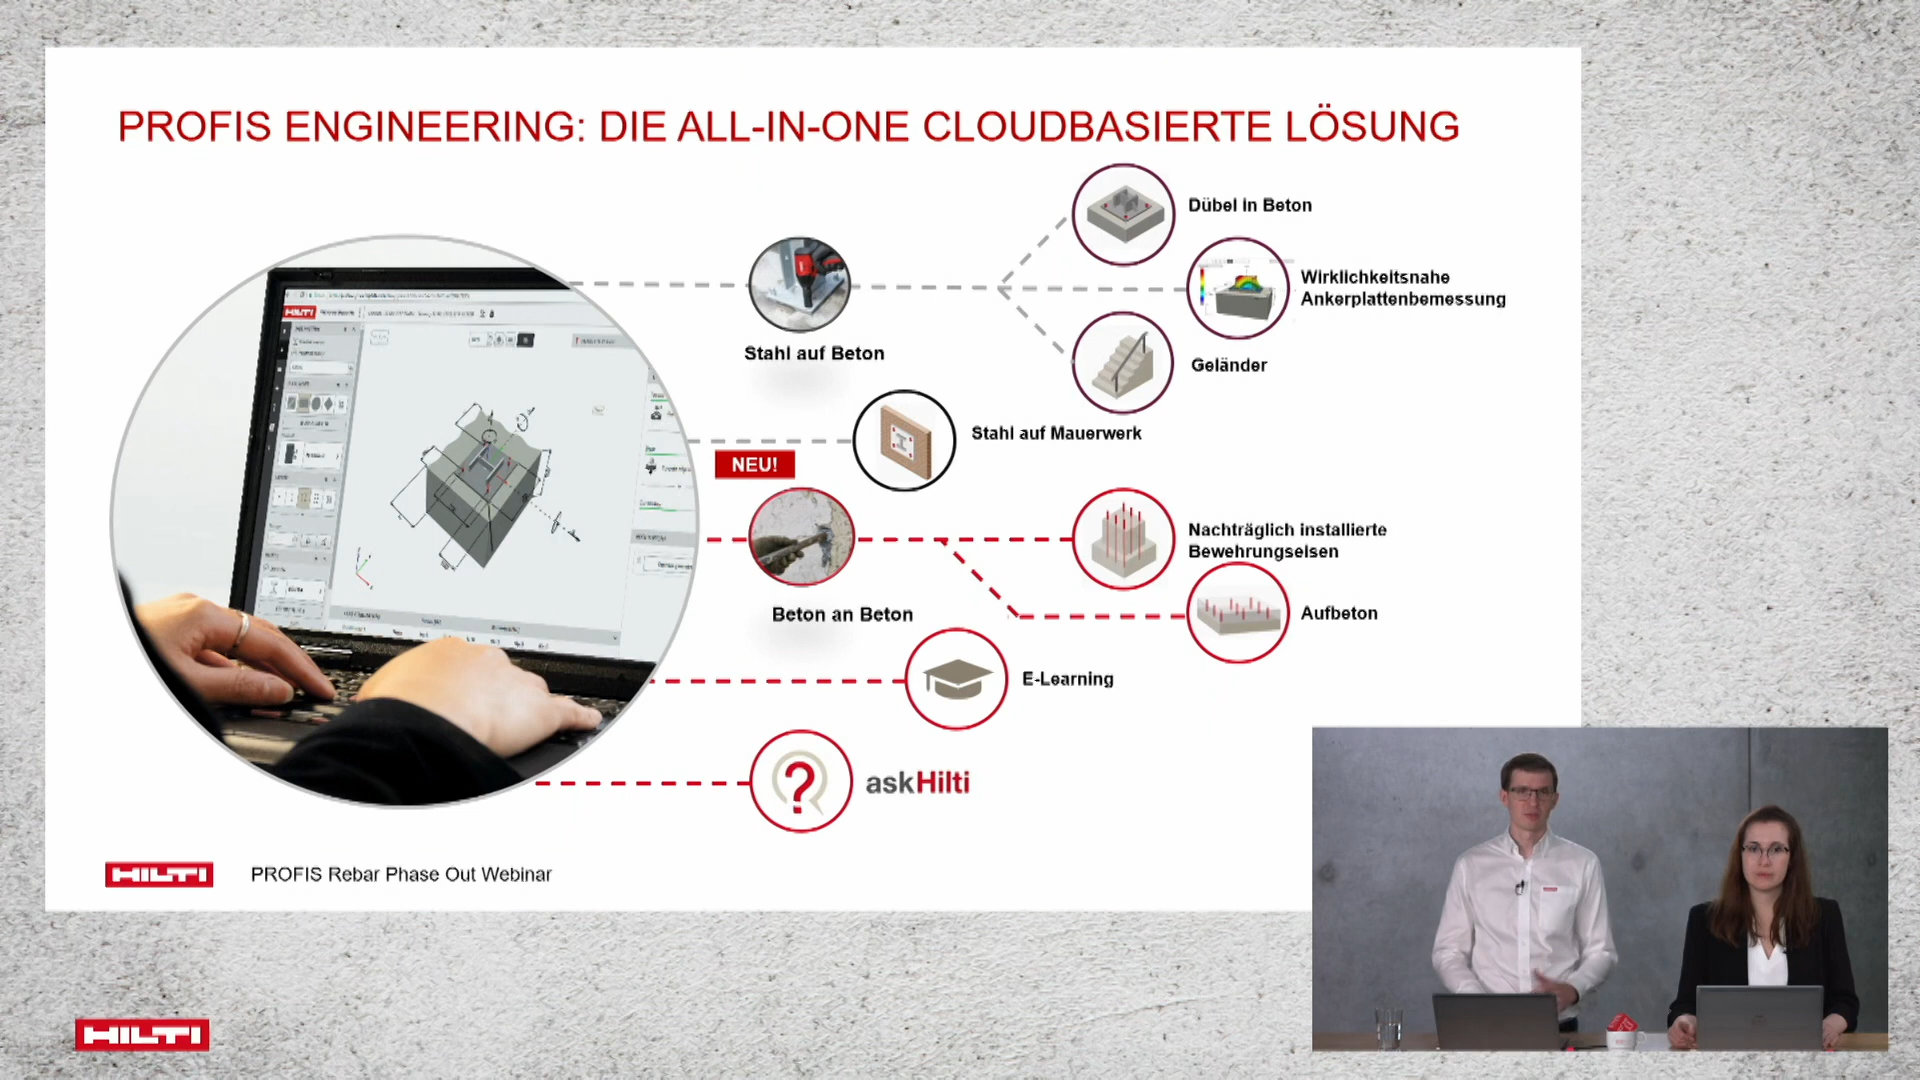 PROFIS ENGINEERING: DIE ALL-IN-ONE CLOUDBASIERTE LÖSUNG
Dübel in Beton
Wirklichkeitsnahe
Ankerplattenbemessung
Stahl auf Beton
Geländer
Stahl auf Mauerwerk
NEU!
Nachträglich installierte
Bewehrungseisen
Beton an Beton
Aufbeton
E-Learning
askHilti
HILTI
HILTI
PROFIS Rebar Phase Out Webinar
HILTI